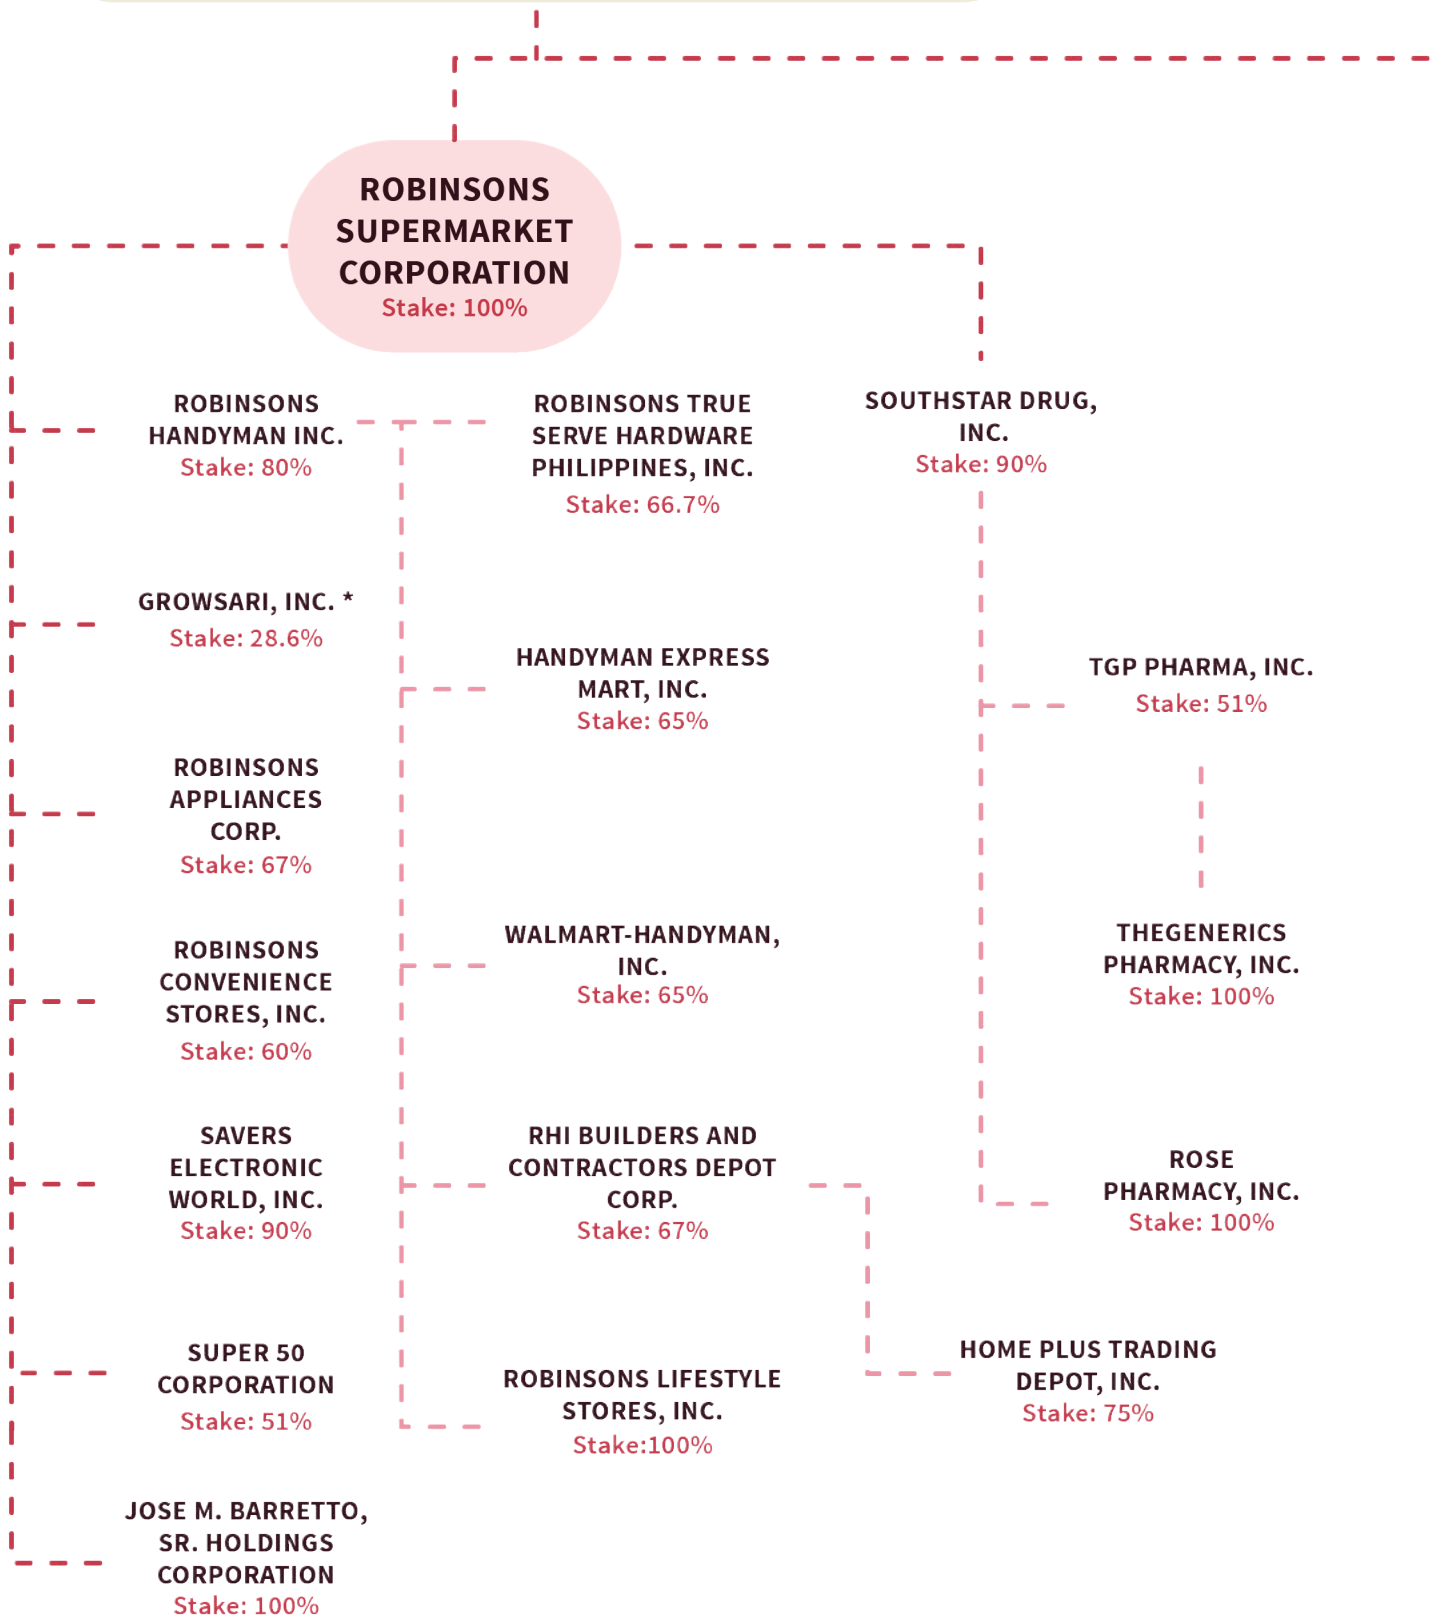 ROBINSONS
SUPERMARKET
CORPORATION
Stake: 100%
ROBINSONS
HANDYMAN INC.
Stake: 80%
GROWSARI, INC. *
Stake: 28.6%
ROBINSONS
APPLIANCES
CORP.
Stake: 67%
ROBINSONS
CONVENIENCE
STORES, INC.
Stake: 60%
SAVERS
ELECTRONIC
WORLD, INC.
Stake: 90%
SUPER 50
CORPORATION
Stake: 51%
JOSE M. BARRETTO,
SR. HOLDINGS
CORPORATION
Stake: 100%
ROBINSONS TRUE
SERVE HARDWARE
PHILIPPINES, INC.
Stake: 66.7%
HANDYMAN EXPRESS
MART, INC.
Stake: 65%
WALMART-HANDYMAN,
INC.
Stake: 65%
RHI BUILDERS AND
CONTRACTORS DEPOT
CORP.
Stake: 67%
ROBINSONS LIFESTYLE
STORES, INC.
Stake:100%
HOME PLUS TRADING
DEPOT, INC.
Stake: 75%
SOUTHSTAR DRUG,
INC.
Stake: 90%
TGP PHARMA, INC.
Stake: 51%
THEGENERICS
PHARMACY, INC.
Stake: 100%
ROSE
PHARMACY, INC.
Stake: 100%